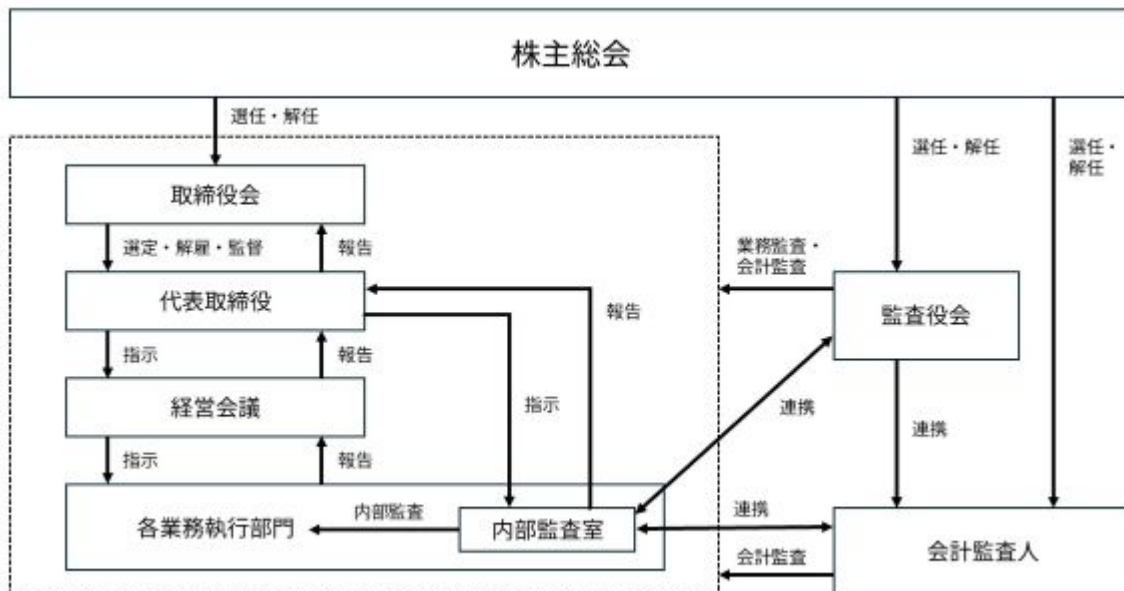 株主総会
選任・解任
選任・解任
選任・
解任
取締役会
選定・解雇・監督
報告
業務監査・
会計監査
代表取締役
報告
監査役会
指示
報告
経営会議
指示
連携
連携
指示
報告
各業務執行部門
内部監査
内部監査室
連携
会計監査
会計監査人